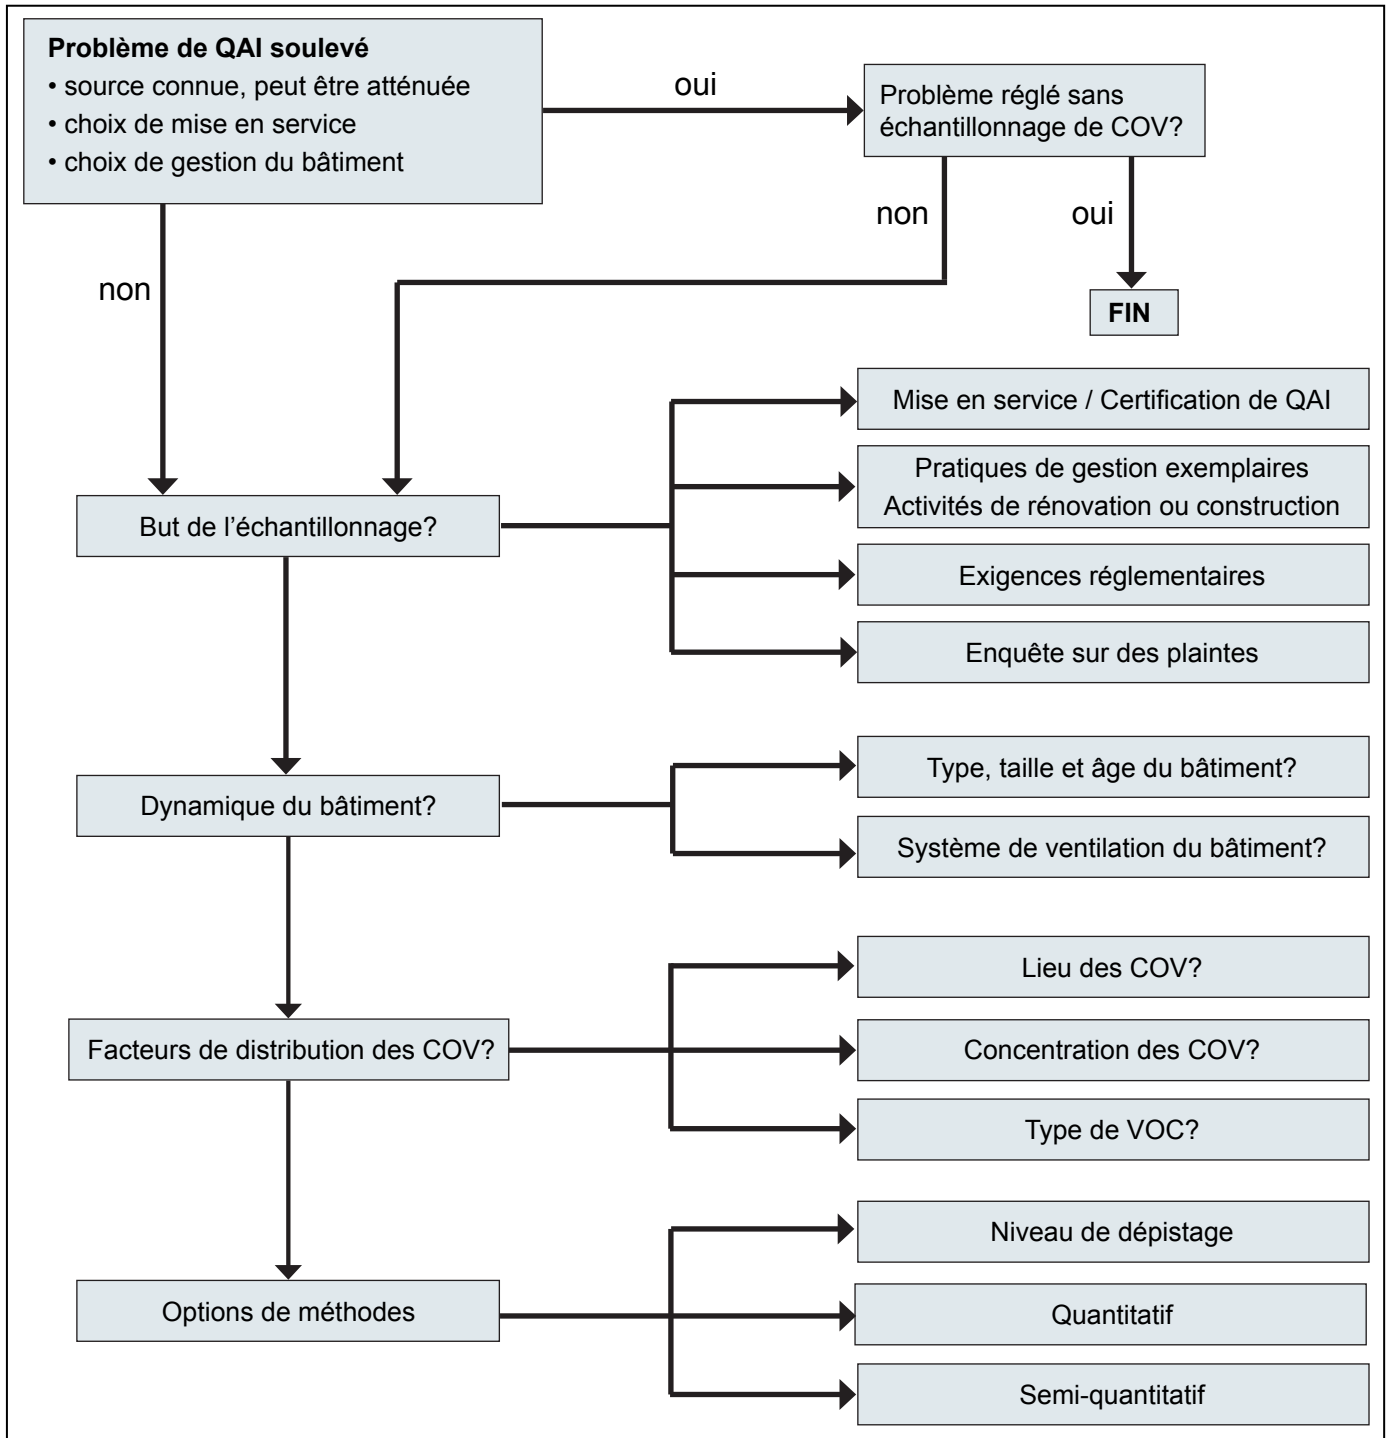 Problème de QAI soulevé
• source connue, peut être atténuée
• choix de mise en service
• choix de gestion du bâtiment
oui
Problème réglé sans
échantillonnage de COV?
non
oui
non
FIN
Mise en service / Certification de QAI
Pratiques de gestion exemplaires
Activités de rénovation ou construction
But de l'échantillonnage?
Exigences réglementaires
Enquête sur des plaintes
Type, taille et âge du bâtiment?
Dynamique du bâtiment?
Système de ventilation du bâtiment?
Lieu des COV?
Facteurs de distribution des COV?
Concentration des COV?
Type de VOC?
Niveau de dépistage
Options de méthodes
Quantitatif
Semi-quantitatif